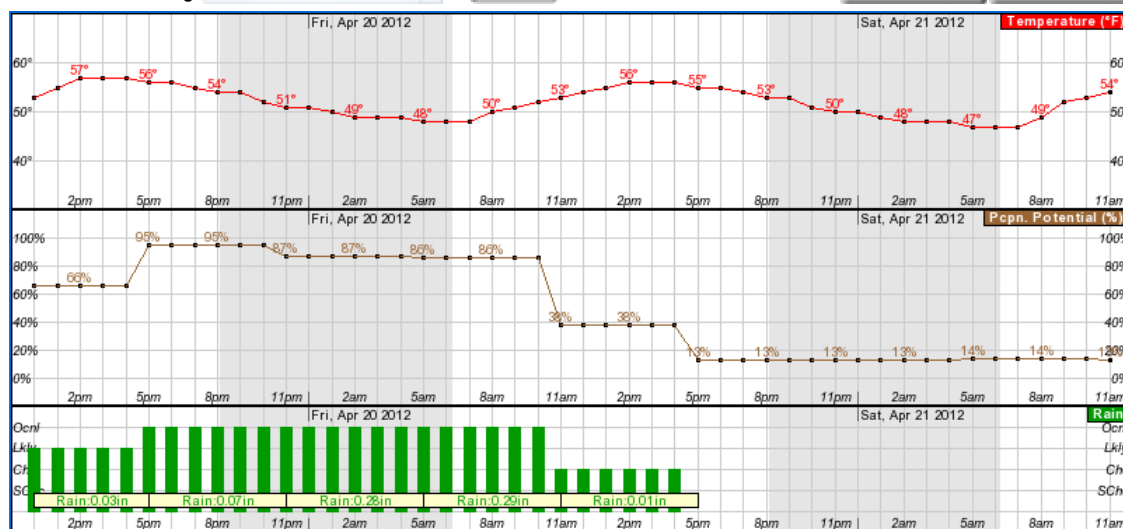 Fri, Apr 20 2012 Sat, Apr 21 2012 Temperature (°F)
60° 57° 56° 54° 51° 49° 48° 50° 53° 56° 55° 53° 50° 48° 47° 49° 54°
50° 50°
40° 40°
2pm 5pm 8pm 11pm 2am 5am 8am 11am 2pm 5pm 8pm 11pm 2am 5am 8am 11am
Fri, Apr 20 2012 Sat, Apr 21 2012 Pcpn. Potential (%)
100% 95% 95% 87% 87% 86% 86% 100%
80% 80%
60% 66% 60%
40% 38% 38% 40%
20% 13% 13% 13% 13% 14% 14% 20%
0% 0%
2pm 5pm 8pm 11pm 2am 5am 8am 11am 2pm 5pm 8pm 11pm 2am 5am 8am 11am
Fri, Apr 20 2012 Sat, Apr 21 2012 Rain
Ocnl Ocnl
Lkly Lkly
Rain:0.03in Rain:0.07in Rain:0.28in Rain:0.29in Rain:0.01in
2pm 5pm 8pm 11pm 2am 5am 8am 11am 2pm 5pm 8pm 11pm 2am 5am 8am 11am